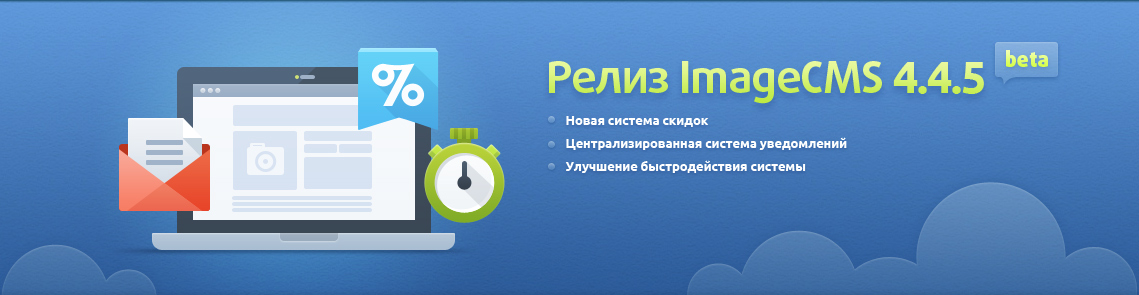 Релиз ImageCMS 4.4.5 beta
Новая система скидок
Централизированная система уведомлений
Улучшение быстродействия системы
%